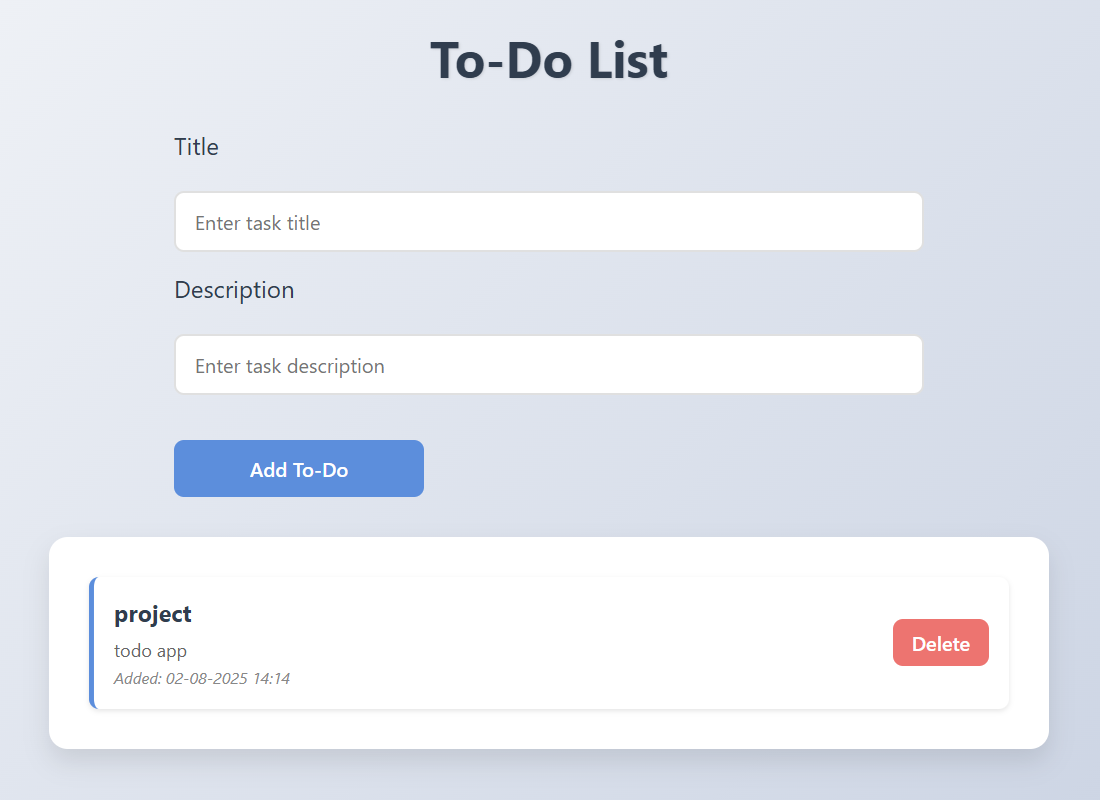 To-Do List
Title
Enter task title
Description
Enter task description
Add To-Do
project
todo app
Added: 02-08-2025 14:14
Delete